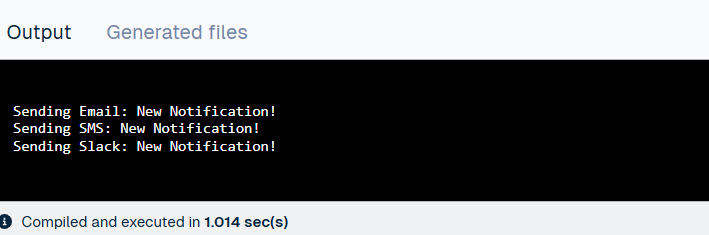 Output Generated files
Sending Email: New Notification!
Sending SMS: New Notification!
Sending Slack: New Notification!
Compiled and executed in 1.014 sec(s)